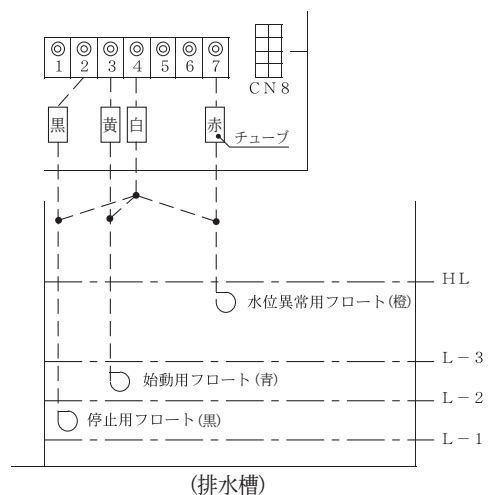 1 2 3 4 5 6 7
CN8
黒 黄 白 赤
チューブ
HL
水位異常用フロート(橙)
L-3
始動用フロート(青)
L-2
停止用フロート(黒)
L-1
(排水槽)